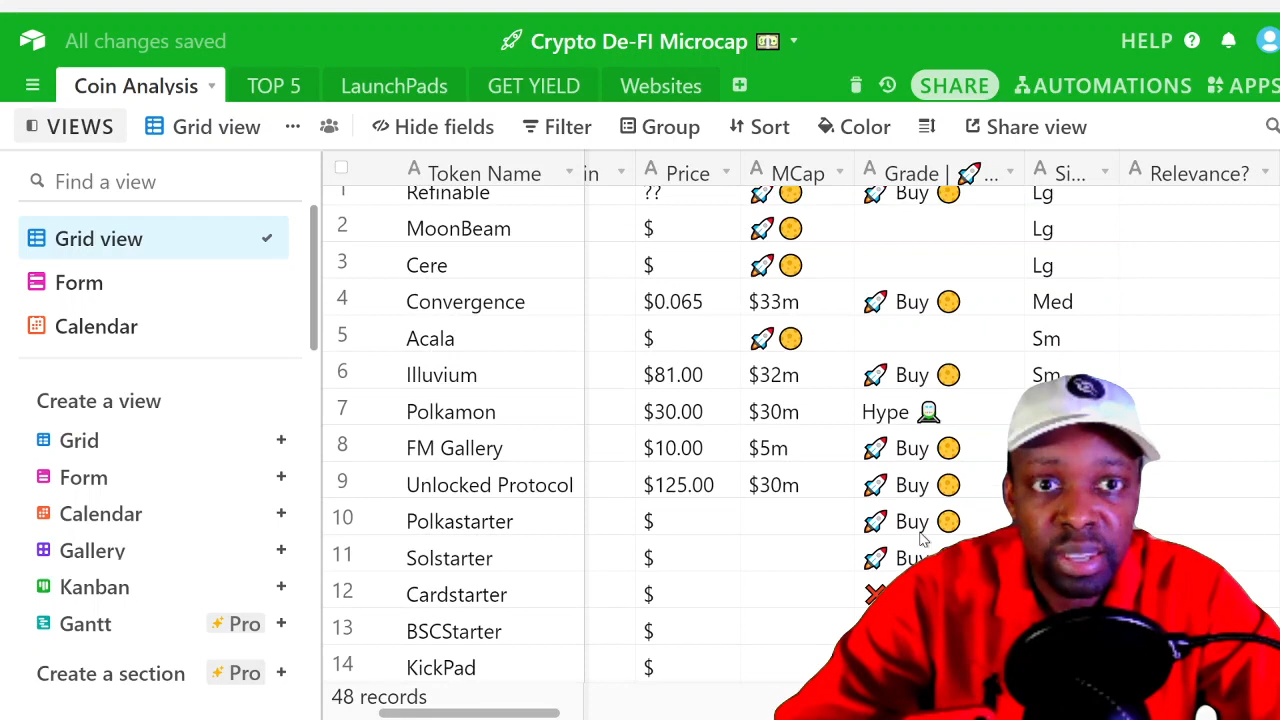 All changes saved
Crypto De-FI Microcap
HELP
Coin Analysis
TOP 5
LaunchPads
GET YIELD
Websites
SHARE
AUTOMATIONS
APPS
VIEWS
Grid view
Hide fields
Filter
Group
Sort
Color
Share view
Find a view
Grid view
Form
Calendar
Create a view
Grid
Form
Calendar
Gallery
Kanban
Gantt Pro
Create a section Pro
Token Name in Price MCap Grade | ... Si... Relevance?
1 Refinable ?? Buy Lg
2 MoonBeam $ Lg
3 Cere $ Lg
4 Convergence $0.065 $33m Buy Med
5 Acala $ Sm
6 Illuvium $81.00 $32m Buy Sm
7 Polkamon $30.00 $30m Hype
8 FM Gallery $10.00 $5m Buy
9 Unlocked Protocol $125.00 $30m Buy
10 Polkastarter $ Buy
11 Solstarter $ Buy
12 Cardstarter $
13 BSCStarter $
14 KickPad $
48 records